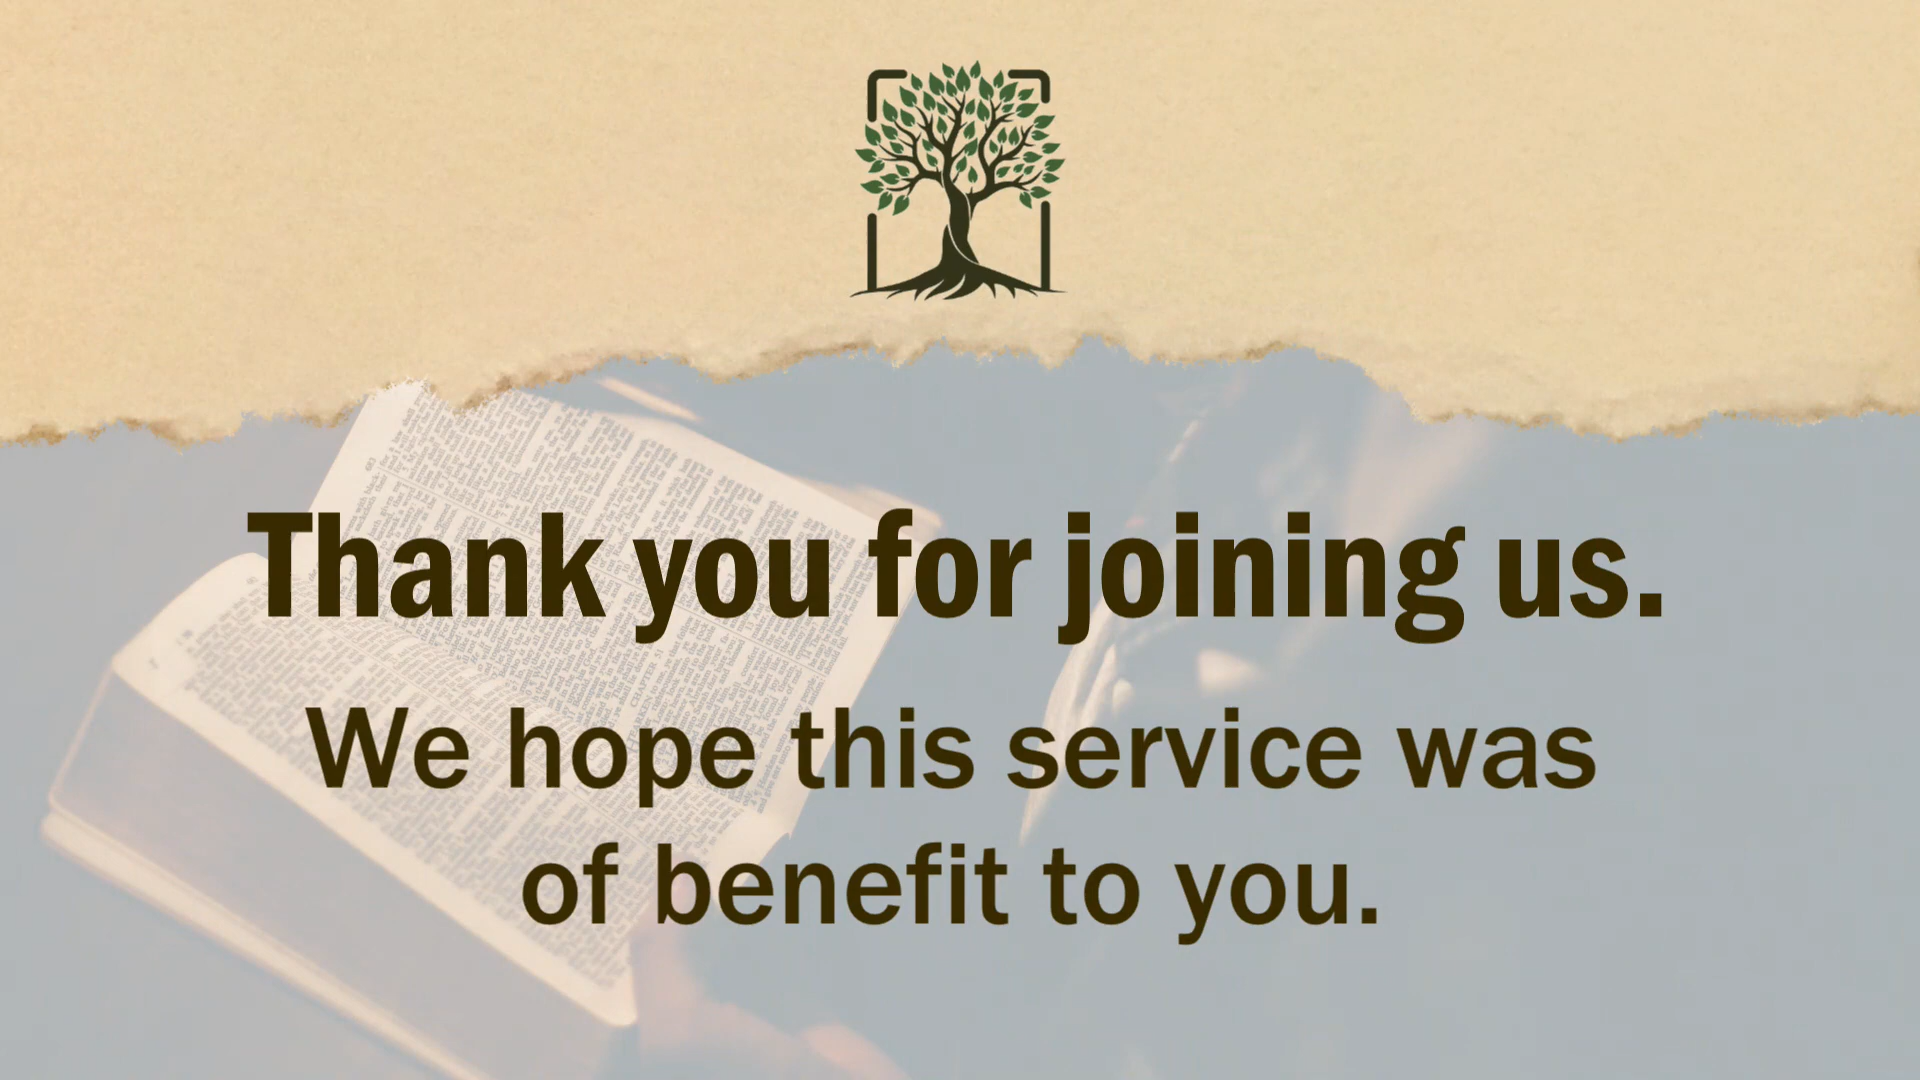 Thank you for joining us.
We hope this service was
of benefit to you.